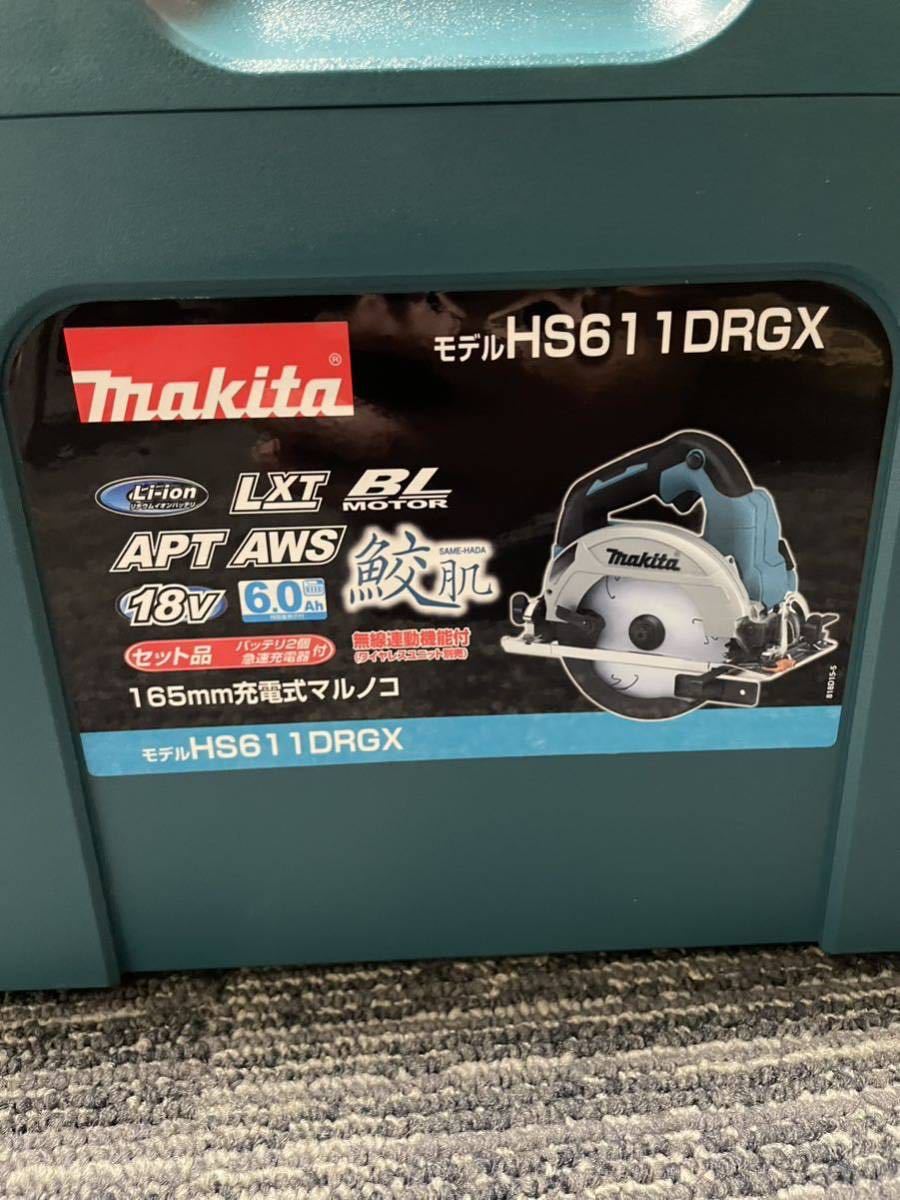 makita®
モデルHS611DRGX
Li-ion
リチウムイオンバッテリ
LXT
BL
MOTOR
APT
AWS
鮫肌
SAME-HADA
18V
6.0Ah
セット品
バッテリ2個
急速充電器付
無線連動機能付
(ワイヤレスユニット別売)
165mm充電式マルノコ
makita
818D15-5
モデルHS611DRGX